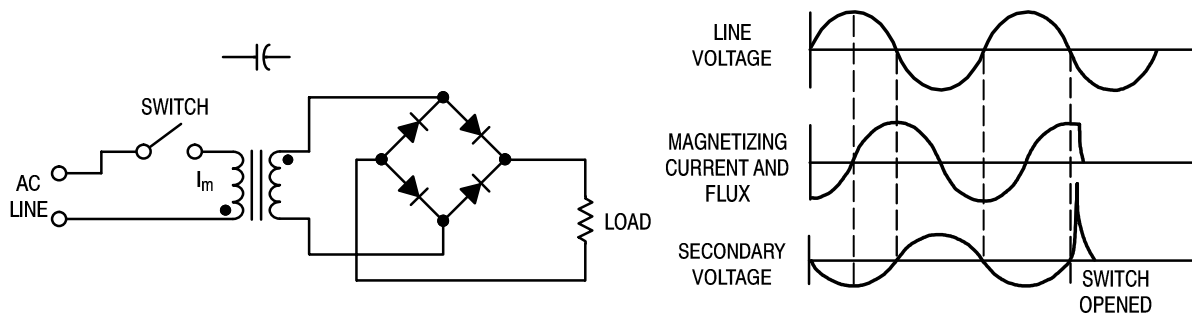 SWITCH
AC
LINE
Im
LOAD
LINE
VOLTAGE
MAGNETIZING
CURRENT AND
FLUX
SECONDARY
VOLTAGE
SWITCH
OPENED